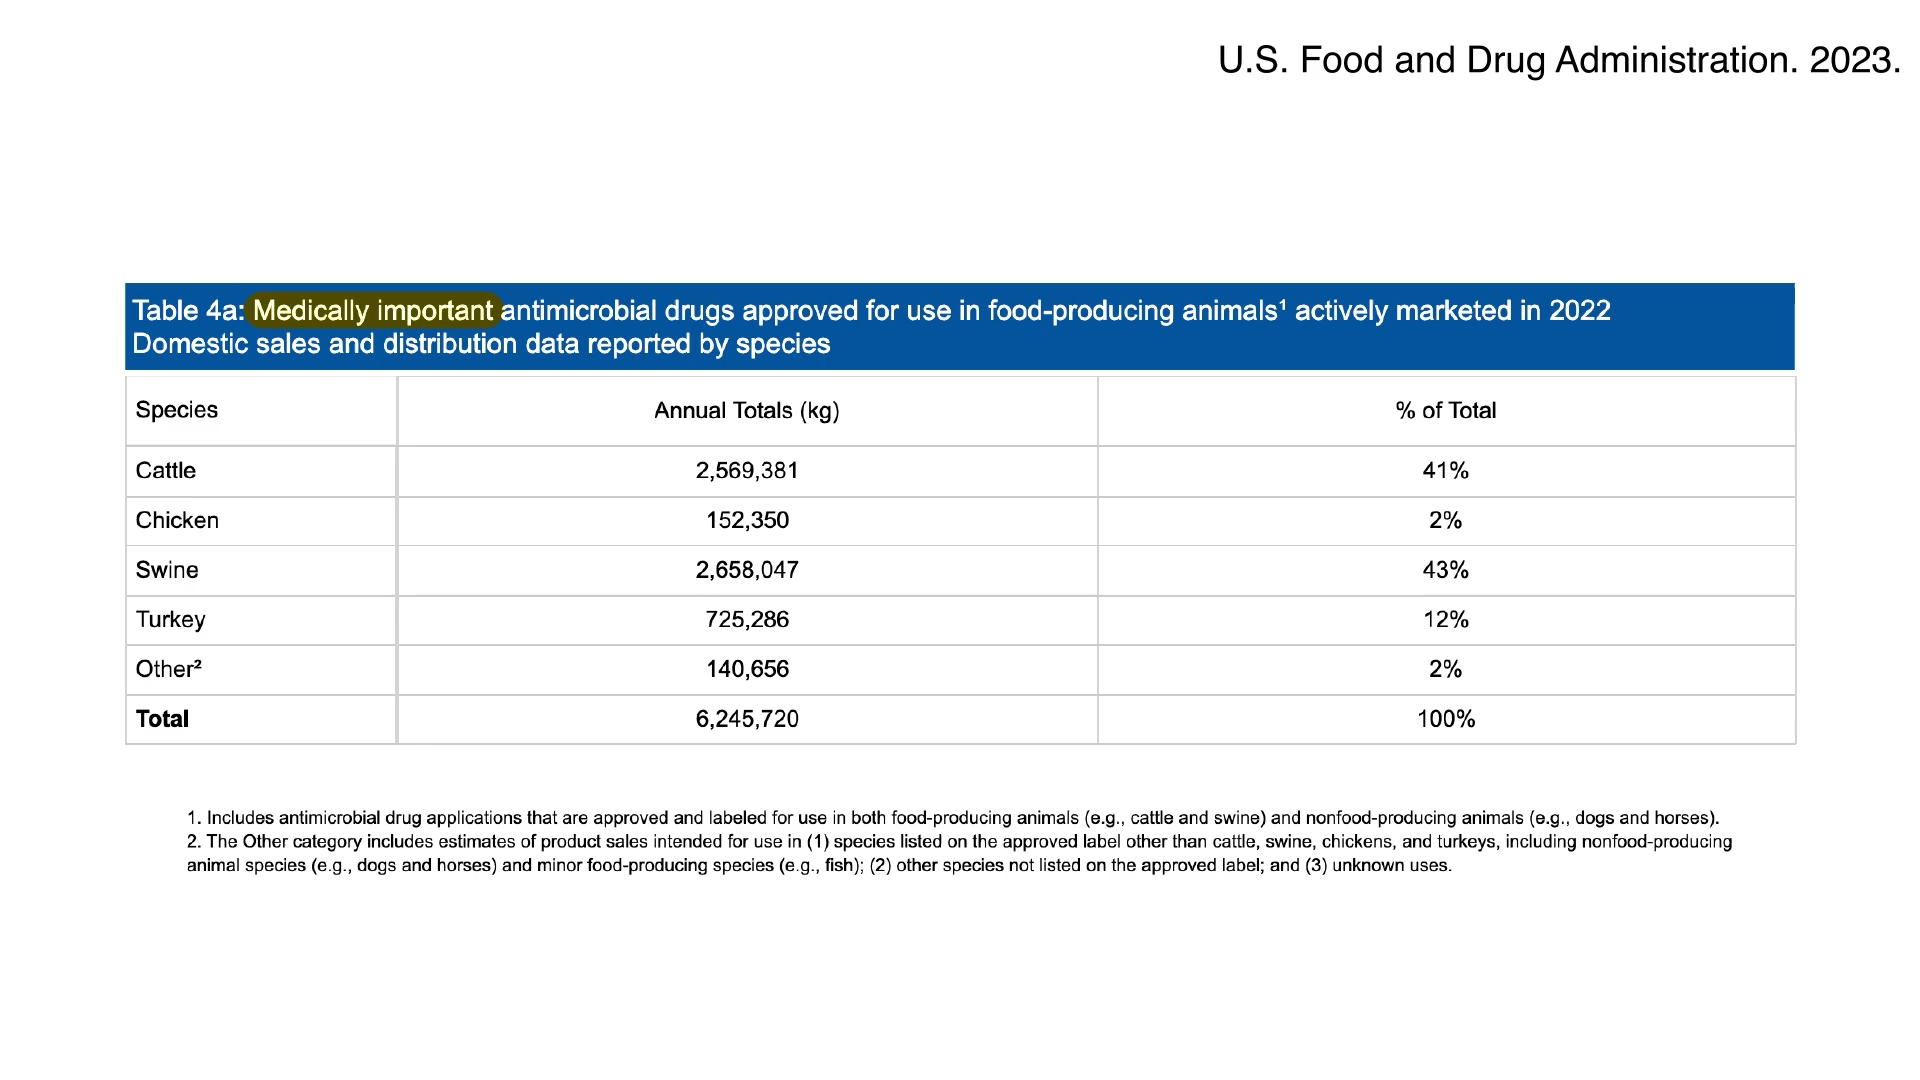 U.S. Food and Drug Administration. 2023.
Table 4a: Medically important antimicrobial drugs approved for use in food-producing animals¹ actively marketed in 2022
Domestic sales and distribution data reported by species
Species Annual Totals (kg) % of Total
Cattle 2,569,381 41%
Chicken 152,350 2%
Swine 2,658,047 43%
Turkey 725,286 12%
Other² 140,656 2%
Total 6,245,720 100%
1. Includes antimicrobial drug applications that are approved and labeled for use in both food-producing animals (e.g., cattle and swine) and nonfood-producing animals (e.g., dogs and horses).
2. The Other category includes estimates of product sales intended for use in (1) species listed on the approved label other than cattle, swine, chickens, and turkeys, including nonfood-producing
animal species (e.g., dogs and horses) and minor food-producing species (e.g., fish); (2) other species not listed on the approved label; and (3) unknown uses.